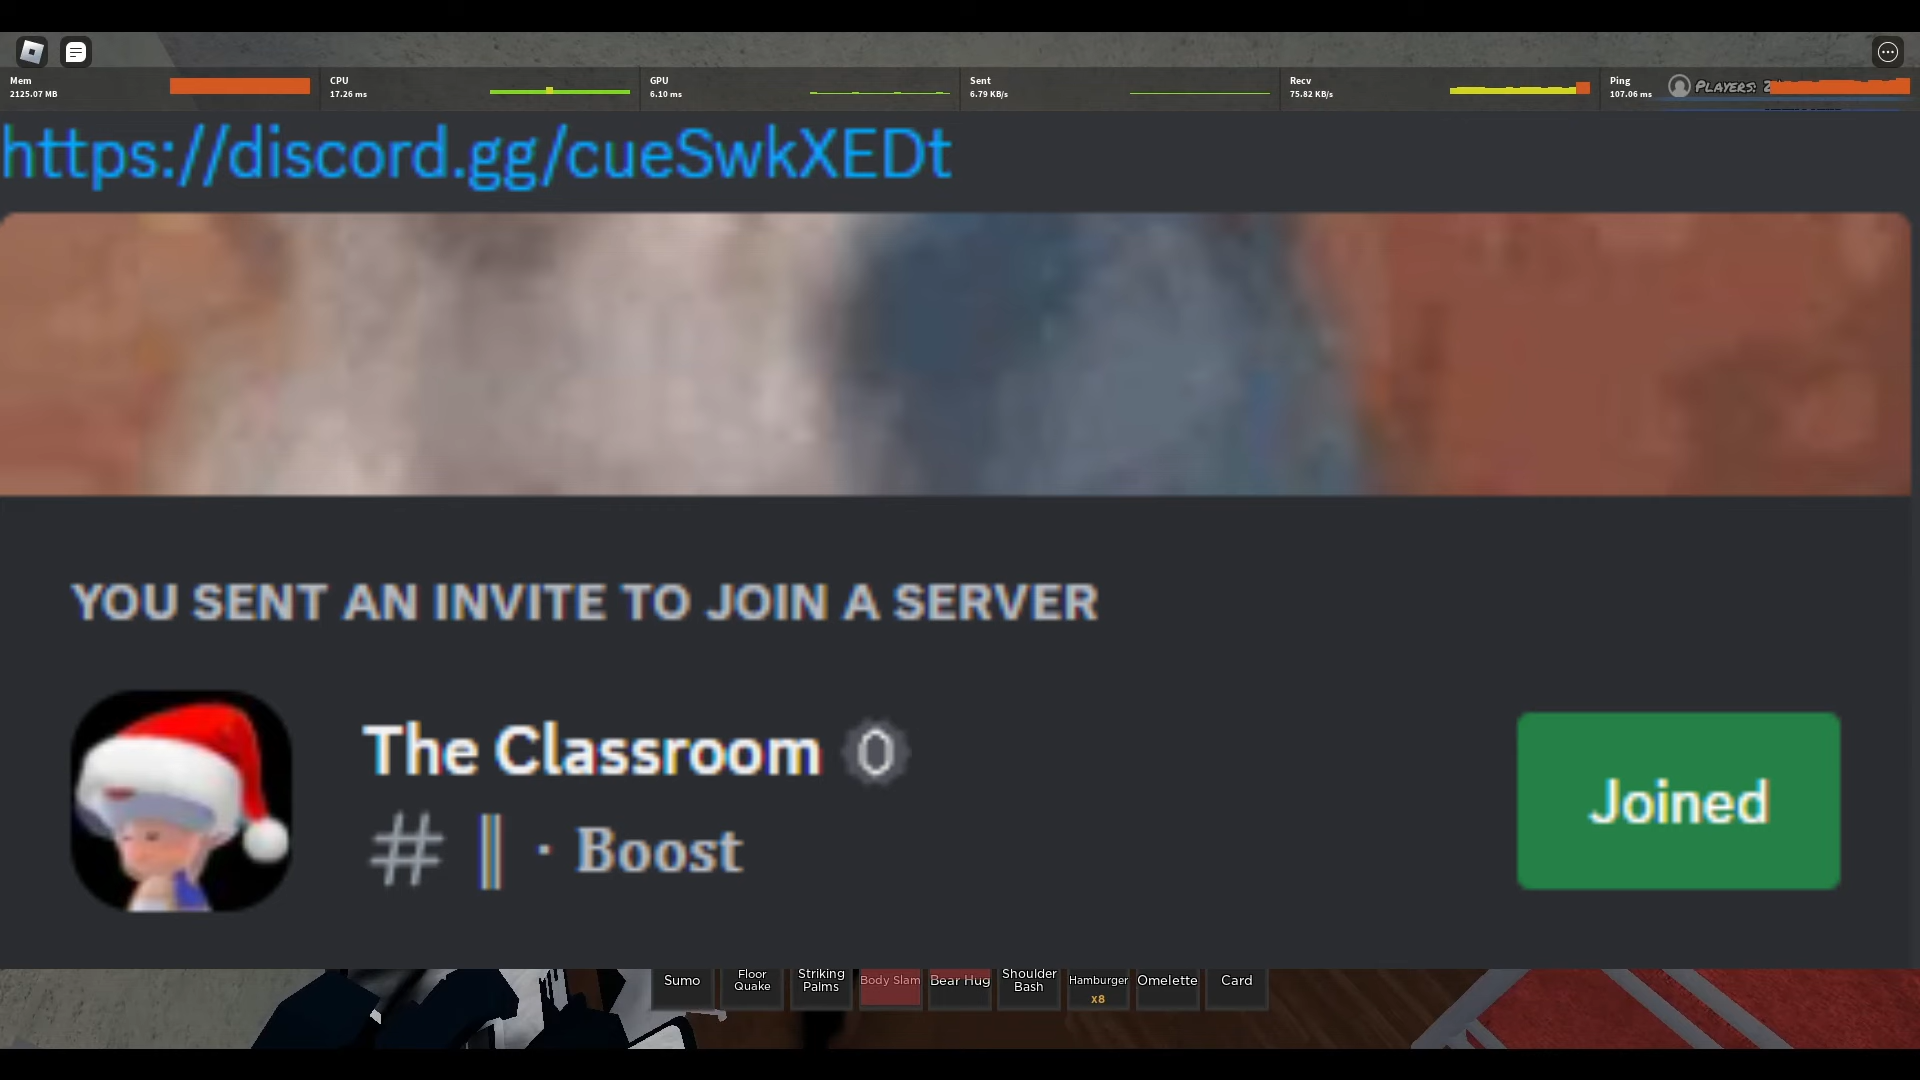 Mem
2125.07 MB
CPU
17.26 ms
GPU
6.10 ms
Sent
6.79 KB/s
Recv
75.82 KB/s
Ping
107.06 ms
PLAYERS: 2
https://discord.gg/cueSwkXEDt
YOU SENT AN INVITE TO JOIN A SERVER
The Classroom
# ║ · Boost
Joined
Sumo
Floor
Quake
Striking
Palms
Body Slam
Bear Hug
Shoulder
Bash
Hamburger
x8
Omelette
Card